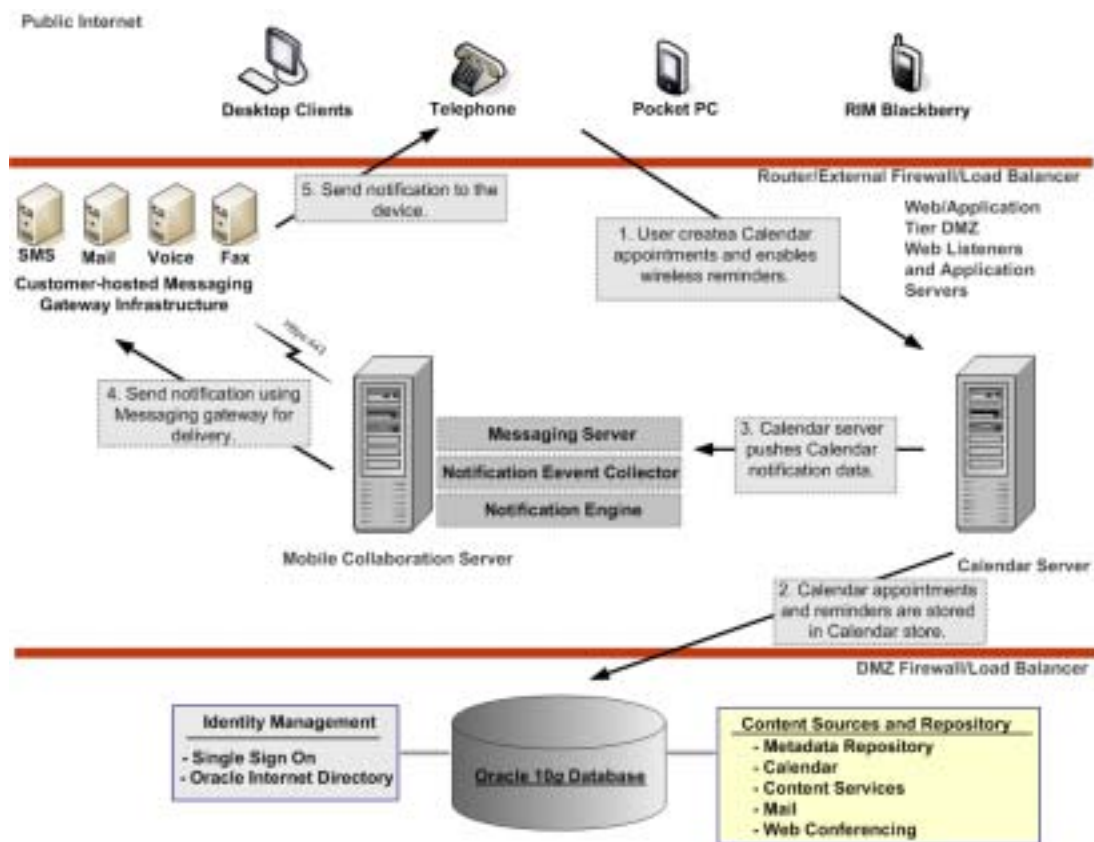 Public Internet
Desktop Clients
Telephone
Pocket PC
RIM Blackberry
Router/External Firewall/Load Balancer
5. Send notification to the
device.
SMS
Mail
Voice
Fax
Customer-hosted Messaging
Gateway Infrastructure
1. User createa Calendar
appointments and enables
wireless reminders.
Web/Application
Tier DMZ
Web Listeners
and Application
Servers
4. Send notification using
Messaging gateway for
delivery.
Messaging Server
Notification Eevent Collector
Notification Engine
3. Calendar server
pushes Calendar
notification data.
Mobile Collaboration Server
Calendar Server
2. Calendar appointments
and reminders are stored
in Calendar store.
DMZ Firewall/Load Balancer
Identity Management
- Single Sign On
- Oracle Internet Directory
Oracle 10g Database
Content Sources and Repository
- Metadata Repository
- Calendar
- Content Services
- Mail
- Web Conferencing